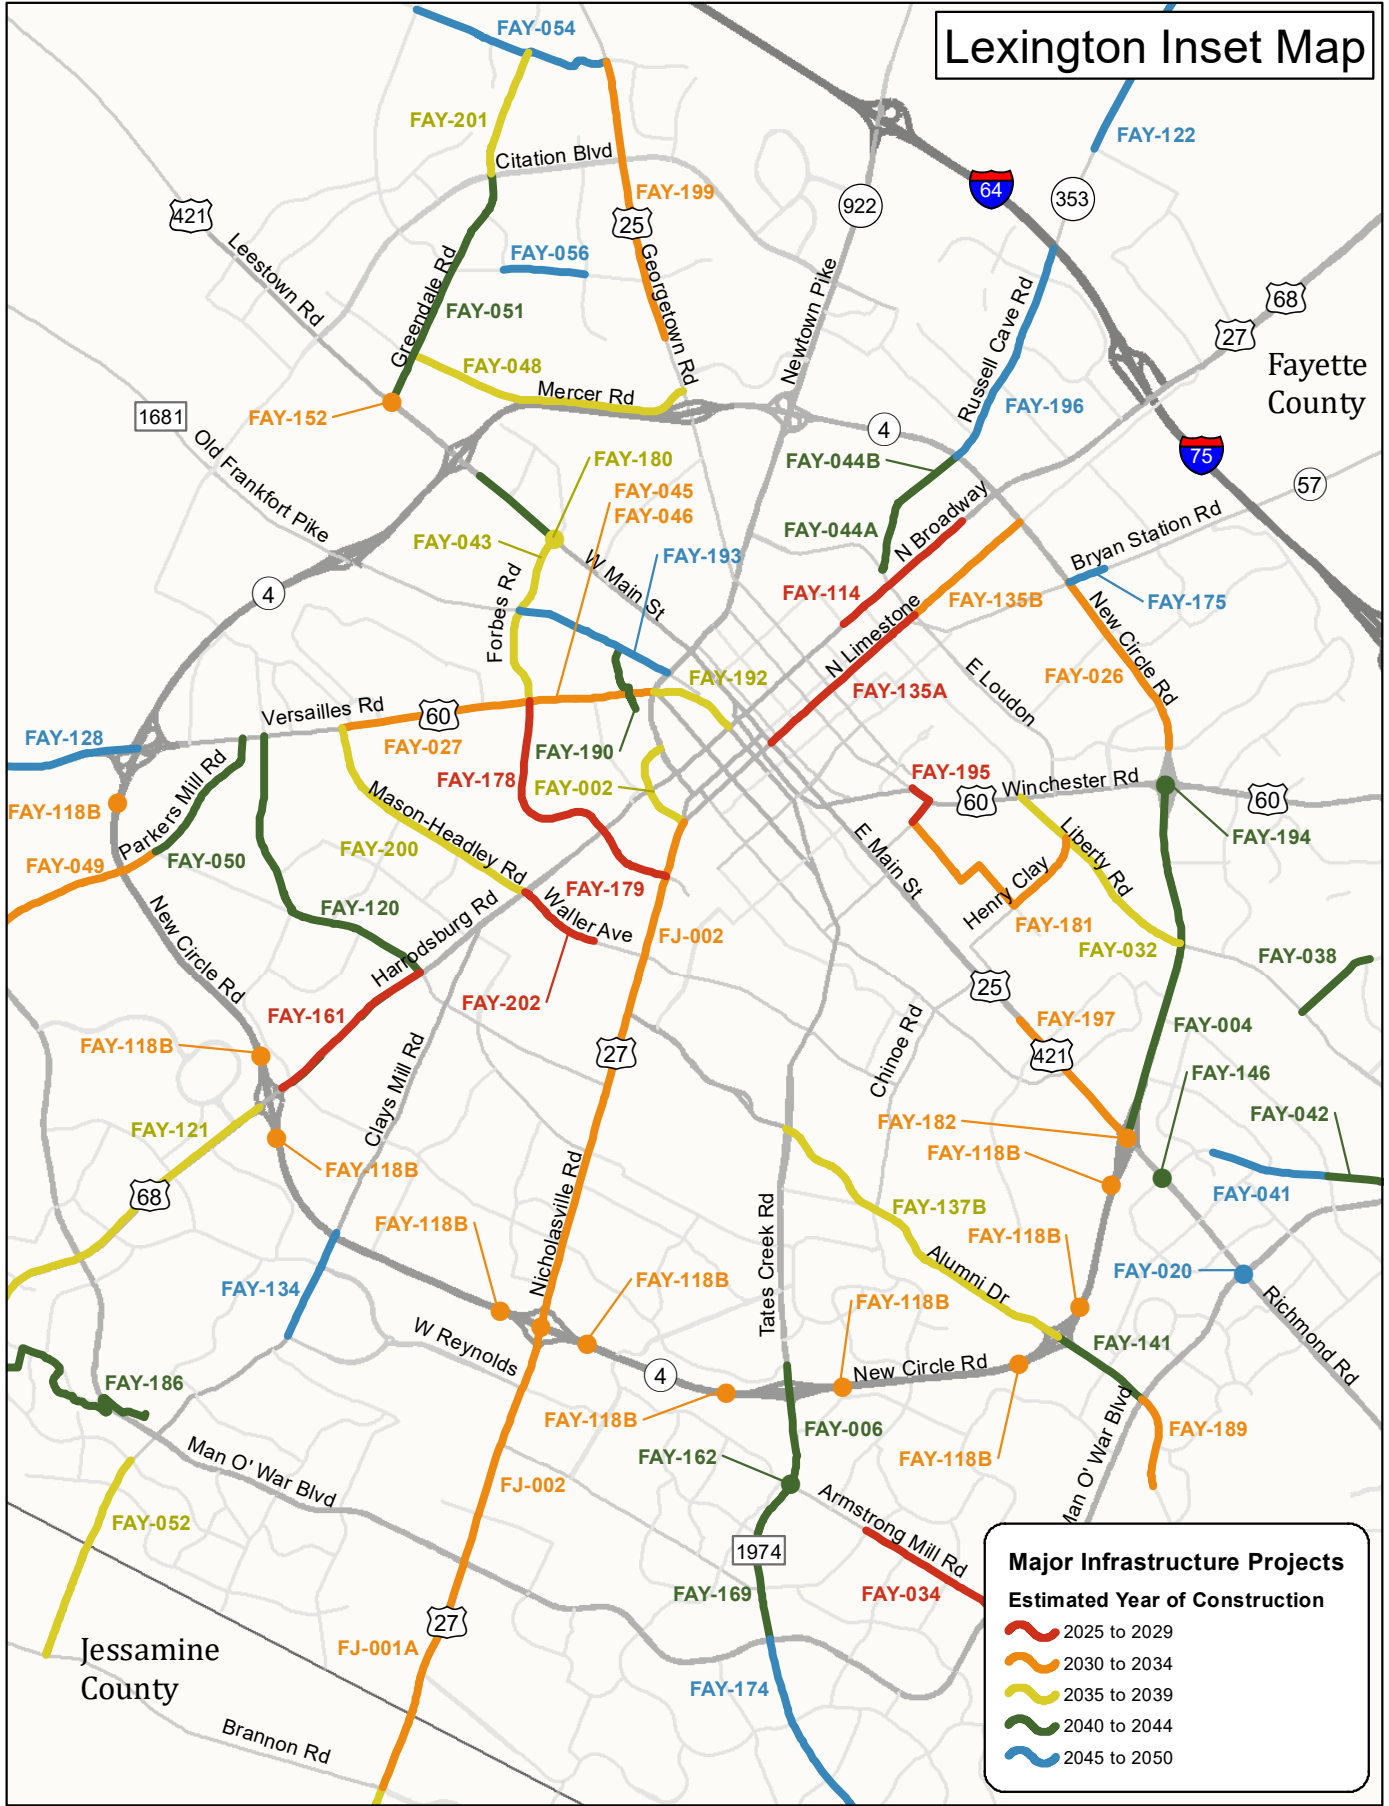 Lexington Inset Map
FAY-054
FAY-201
FAY-122
Citation Blvd
FAY-199
64
353
922
421
25
Leestown Rd
FAY-056
Greendale Rd
Georgetown Rd
Newtown Pike
Russell Cave Rd
68
27
FAY-051
Fayette
County
FAY-048
Mercer Rd
FAY-152
1681
FAY-196
4
Old Frankfort Pike
FAY-180
FAY-044B
75
57
FAY-045
FAY-046
N Broadway
Bryan Station Rd
FAY-044A
FAY-043
W Main St
FAY-193
4
Forbes Rd
FAY-114
FAY-135B
FAY-175
New Circle Rd
N Limestone
FAY-192
E Loudon
FAY-026
FAY-135A
Versailles Rd
60
FAY-128
FAY-027
FAY-190
FAY-178
FAY-002
FAY-195
Winchester Rd
60
60
FAY-118B
Parkers Mill Rd
Mason-Headley Rd
FAY-194
FAY-200
FAY-050
FAY-049
E Main St
Liberty Rd
Henry Clay
FAY-179
FAY-120
Waller Ave
New Circle Rd
Harrodsburg Rd
FJ-002
FAY-181
FAY-032
FAY-038
FAY-202
25
FAY-161
FAY-197
FAY-004
FAY-118B
27
421
Chinoe Rd
Clays Mill Rd
FAY-146
FAY-042
FAY-121
FAY-182
FAY-118B
FAY-118B
68
FAY-041
Nicholasville Rd
Tates Creek Rd
FAY-137B
FAY-118B
FAY-118B
Alumni Dr
FAY-020
FAY-134
FAY-118B
FAY-118B
Richmond Rd
W Reynolds
FAY-141
4
New Circle Rd
FAY-186
FAY-118B
FAY-006
FAY-189
FAY-162
FAY-118B
Man O' War Blvd
Man O' War Blvd
FJ-002
Armstrong Mill Rd
FAY-052
1974
Major Infrastructure Projects
Estimated Year of Construction
2025 to 2029
2030 to 2034
2035 to 2039
2040 to 2044
2045 to 2050
FAY-169
FAY-034
27
Jessamine
County
FJ-001A
FAY-174
Brannon Rd